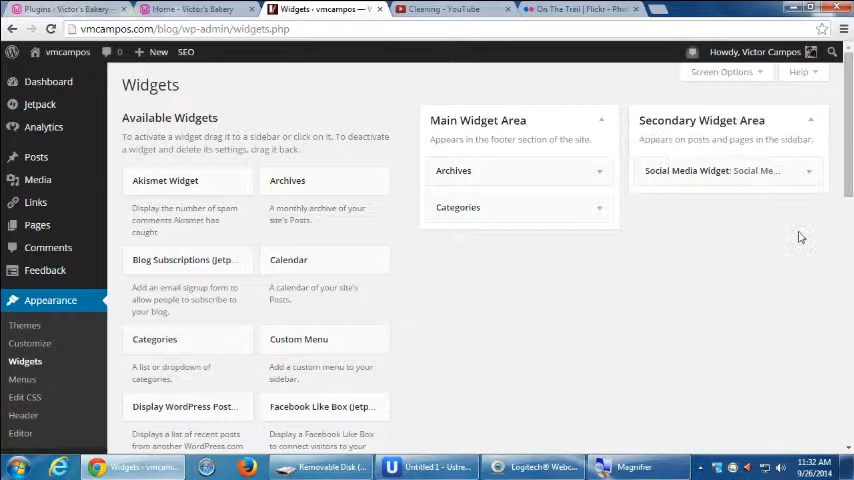 Plugins ‹ Victor's Bakery
Home - Victor's Bakery
Widgets ‹ vmcampos — W
Cleaning - YouTube
On The Trail | Flickr - Pho
vmcampos.com/blog/wp-admin/widgets.php
vmcampos
0
+ New
SEO
Howdy, Victor Campos
Dashboard
Jetpack
Analytics
Posts
Media
Links
Pages
Comments
Feedback
Appearance
Themes
Customize
Widgets
Menus
Edit CSS
Header
Editor
Screen Options
Help
Widgets
Available Widgets
To activate a widget drag it to a sidebar or click on it. To deactivate
a widget and delete its settings, drag it back.
Akismet Widget
Display the number of spam
comments Akismet has
caught
Archives
A monthly archive of your
site's Posts.
Blog Subscriptions (Jetp...
Add an email signup form to
allow people to subscribe to
your blog.
Calendar
A calendar of your site's
Posts.
Categories
A list or dropdown of
categories.
Custom Menu
Add a custom menu to your
sidebar.
Display WordPress Post...
Displays a list of recent posts
from another WordPress.com
Facebook Like Box (Jetp...
Display a Facebook Like Box
to connect visitors to your
Main Widget Area
Appears in the footer section of the site.
Archives
Categories
Secondary Widget Area
Appears on posts and pages in the sidebar.
Social Media Widget: Social Me...
Widgets ‹ vmcamp...
Removable Disk (...
Untitled 1 - Ustre...
Logitech® Webc...
Magnifier
11:32 AM
9/26/2014